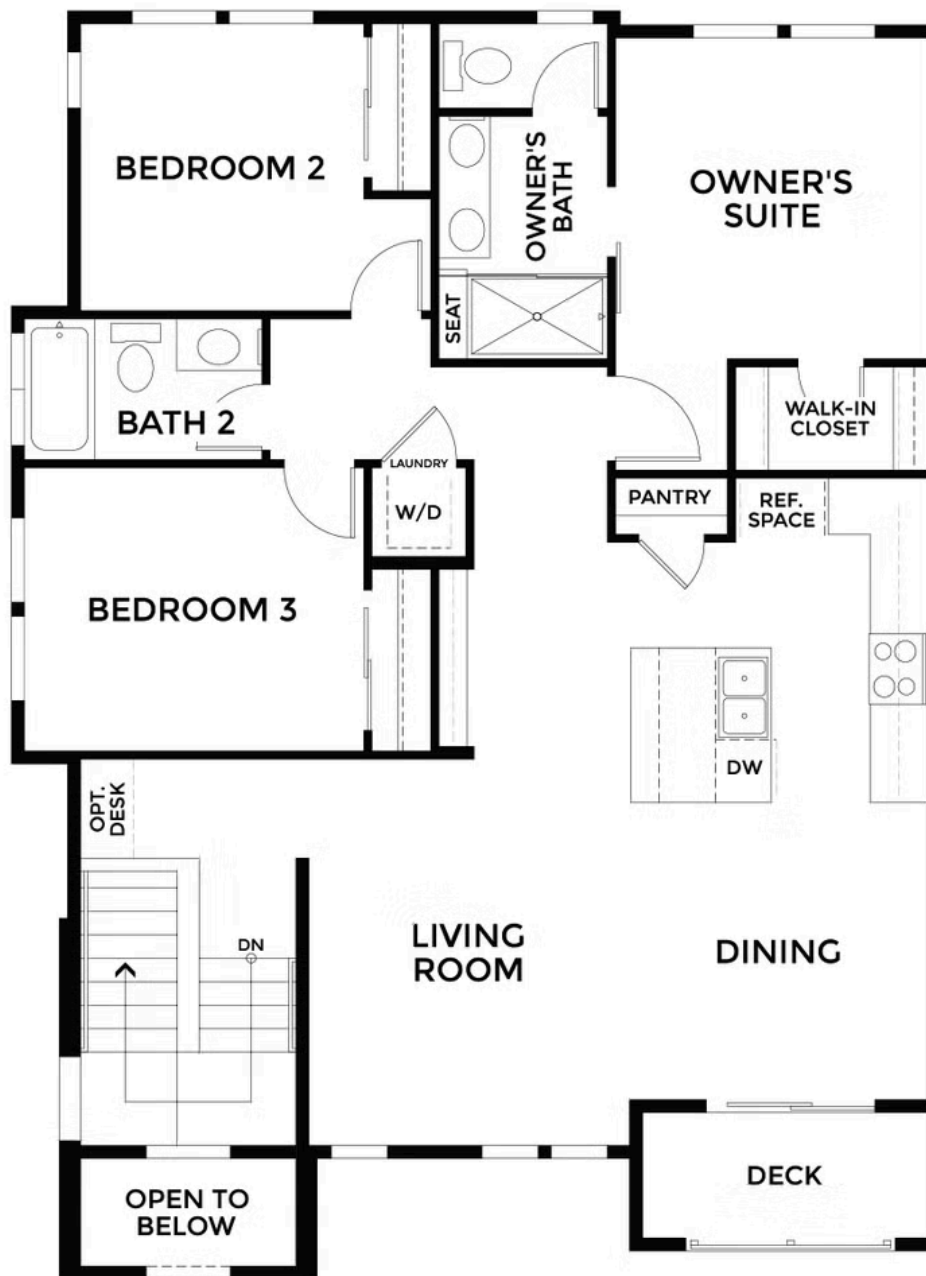 BEDROOM 2
OWNER'S
BATH
OWNER'S
SUITE
SEAT
BATH 2
WALK-IN
CLOSET
LAUNDRY
W/D
PANTRY
REF.
SPACE
BEDROOM 3
DW
OPT.
DESK
DN
LIVING
ROOM
DINING
DECK
OPEN TO
BELOW